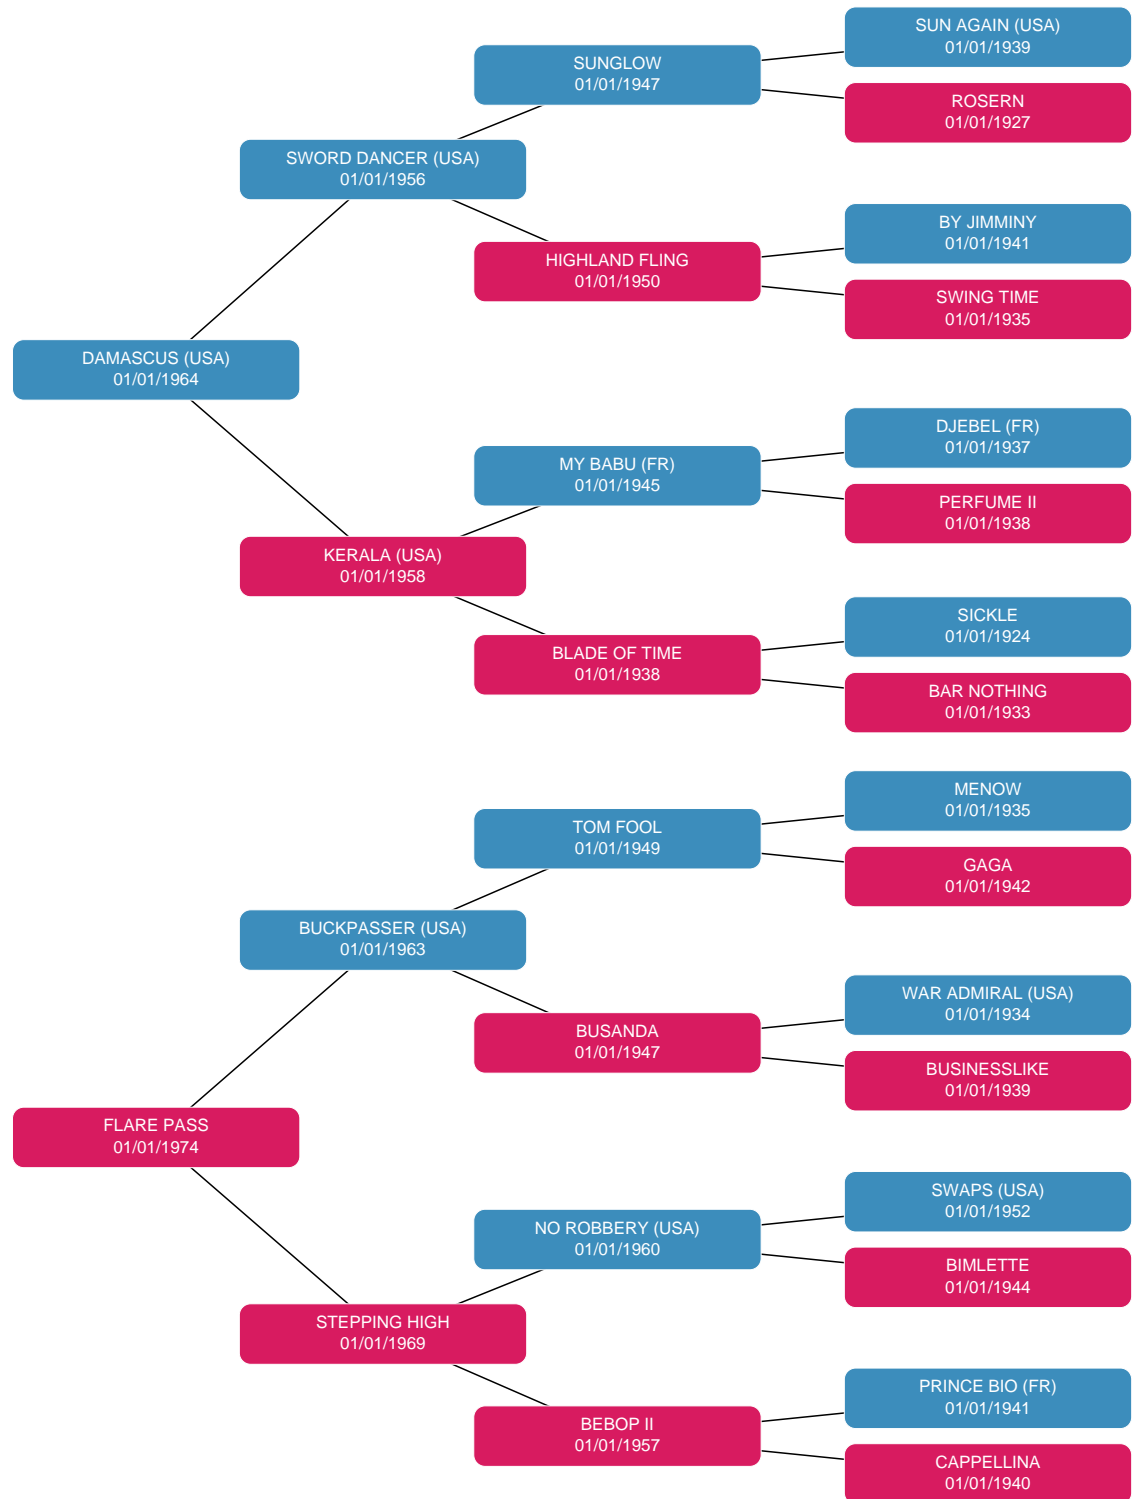 SUN AGAIN (USA)
01/01/1939
SUNGLOW
01/01/1947
ROSERN
01/01/1927
SWORD DANCER (USA)
01/01/1956
BY JIMMINY
01/01/1941
HIGHLAND FLING
01/01/1950
SWING TIME
01/01/1935
DAMASCUS (USA)
01/01/1964
DJEBEL (FR)
01/01/1937
MY BABU (FR)
01/01/1945
PERFUME II
01/01/1938
KERALA (USA)
01/01/1958
SICKLE
01/01/1924
BLADE OF TIME
01/01/1938
BAR NOTHING
01/01/1933
MENOW
01/01/1935
TOM FOOL
01/01/1949
GAGA
01/01/1942
BUCKPASSER (USA)
01/01/1963
WAR ADMIRAL (USA)
01/01/1934
BUSANDA
01/01/1947
BUSINESSLIKE
01/01/1939
FLARE PASS
01/01/1974
SWAPS (USA)
01/01/1952
NO ROBBERY (USA)
01/01/1960
BIMLETTE
01/01/1944
STEPPING HIGH
01/01/1969
PRINCE BIO (FR)
01/01/1941
BEBOP II
01/01/1957
CAPPELLINA
01/01/1940